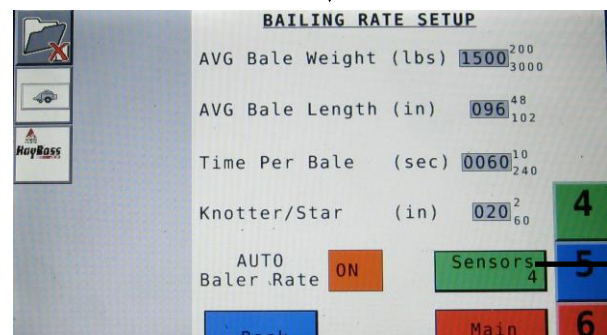 BAILING RATE SETUP
AVG Bale Weight (lbs) 1500 200 3000
AVG Bale Length (in) 096 48 102
Time Per Bale (sec) 0060 10 240
Knotter/Star (in) 020 2 60
AUTO
Baler Rate ON
Sensors
4
Back
Main
HayBoss
4
5
6